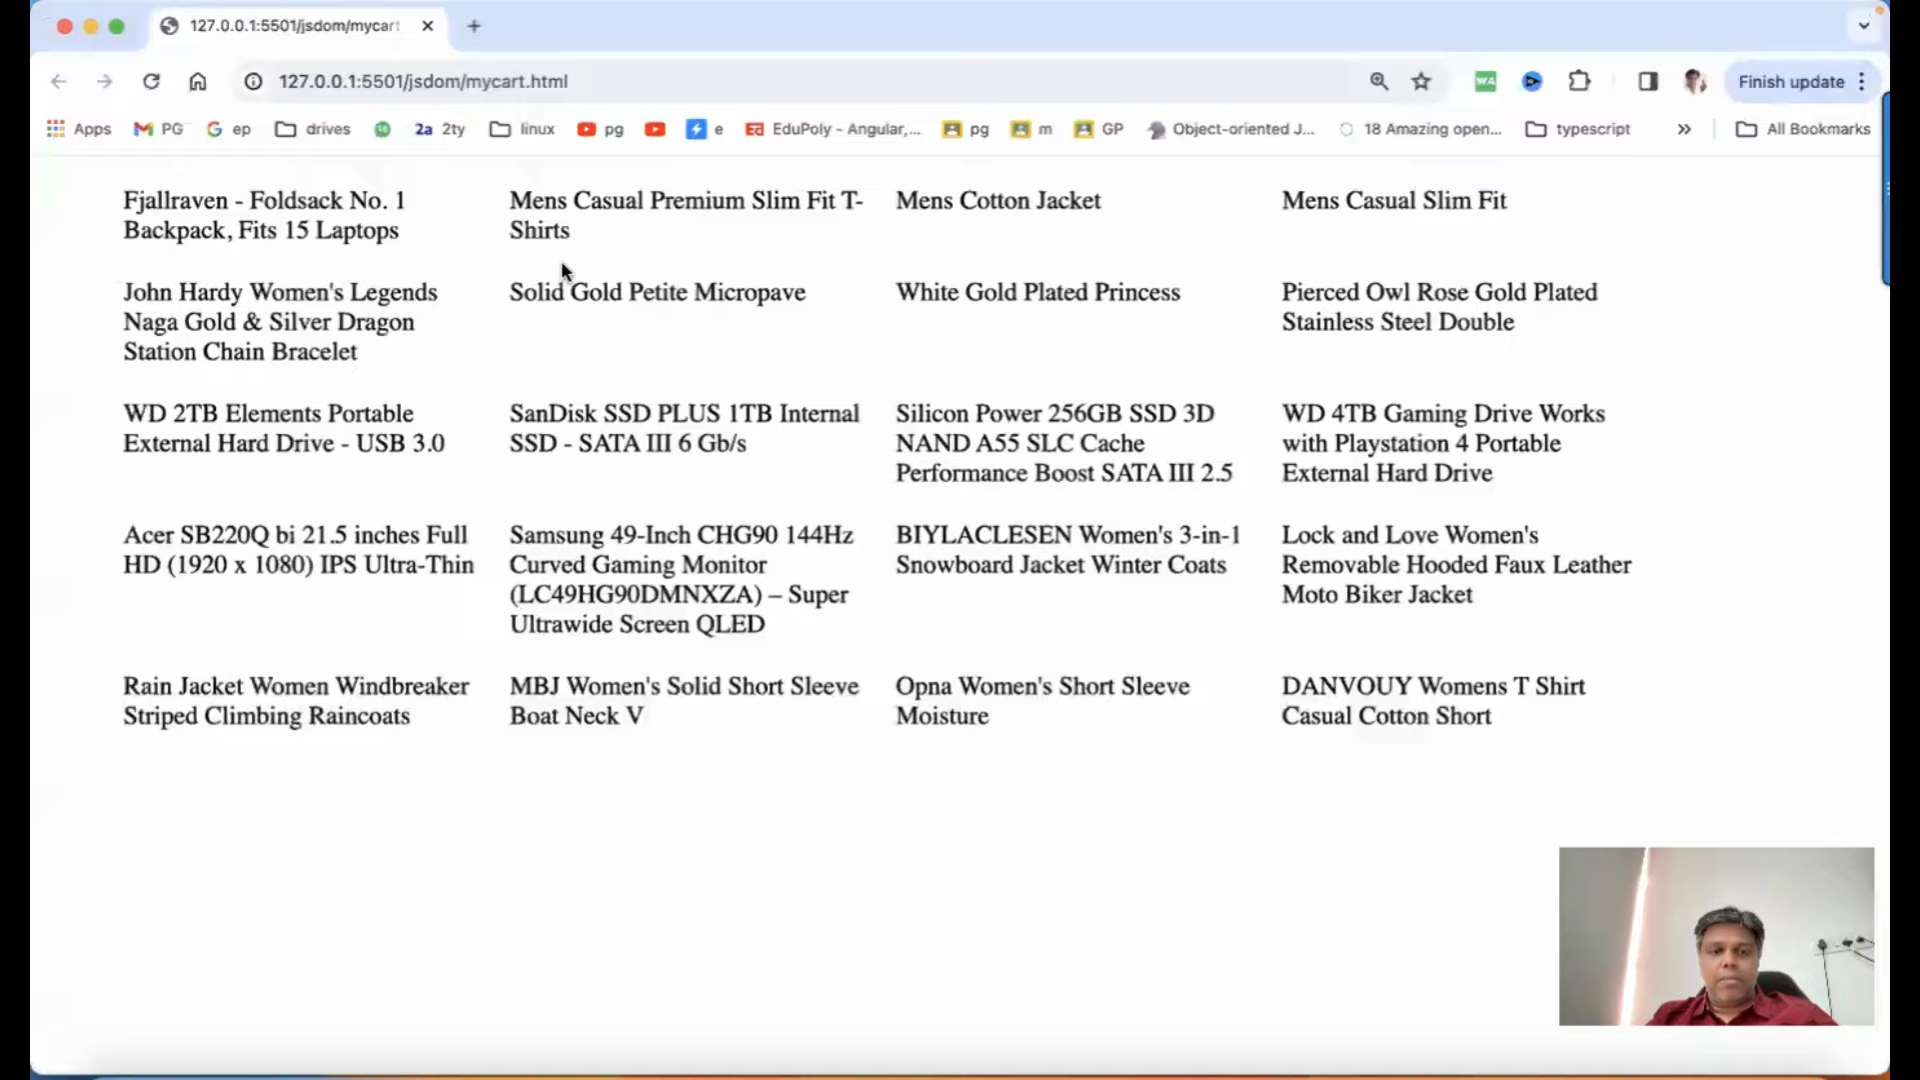 127.0.0.1:5501/jsdom/mycart
127.0.0.1:5501/jsdom/mycart.html
WA
Finish update
Apps
PG
ep
drives
2a 2ty
linux
pg
e
EduPoly - Angular,...
pg
m
GP
Object-oriented J...
18 Amazing open...
typescript
»
All Bookmarks
Fjallraven - Foldsack No. 1
Backpack, Fits 15 Laptops
Mens Casual Premium Slim Fit T-
Shirts
Mens Cotton Jacket
Mens Casual Slim Fit
John Hardy Women's Legends
Naga Gold & Silver Dragon
Station Chain Bracelet
Solid Gold Petite Micropave
White Gold Plated Princess
Pierced Owl Rose Gold Plated
Stainless Steel Double
WD 2TB Elements Portable
External Hard Drive - USB 3.0
SanDisk SSD PLUS 1TB Internal
SSD - SATA III 6 Gb/s
Silicon Power 256GB SSD 3D
NAND A55 SLC Cache
Performance Boost SATA III 2.5
WD 4TB Gaming Drive Works
with Playstation 4 Portable
External Hard Drive
Acer SB220Q bi 21.5 inches Full
HD (1920 x 1080) IPS Ultra-Thin
Samsung 49-Inch CHG90 144Hz
Curved Gaming Monitor
(LC49HG90DMNXZA) – Super
Ultrawide Screen QLED
BIYLACLESEN Women's 3-in-1
Snowboard Jacket Winter Coats
Lock and Love Women's
Removable Hooded Faux Leather
Moto Biker Jacket
Rain Jacket Women Windbreaker
Striped Climbing Raincoats
MBJ Women's Solid Short Sleeve
Boat Neck V
Opna Women's Short Sleeve
Moisture
DANVOUY Womens T Shirt
Casual Cotton Short